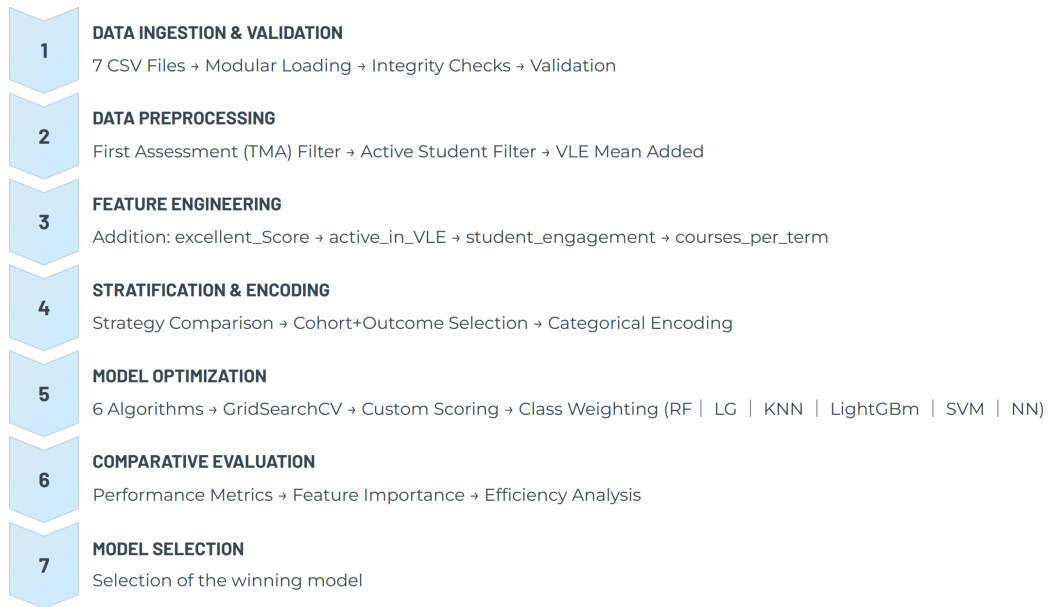 1
DATA INGESTION & VALIDATION
7 CSV Files → Modular Loading → Integrity Checks → Validation
2
DATA PREPROCESSING
First Assessment (TMA) Filter → Active Student Filter → VLE Mean Added
3
FEATURE ENGINEERING
Addition: excellent_Score → active_in_VLE → student_engagement → courses_per_term
4
STRATIFICATION & ENCODING
Strategy Comparison → Cohort+Outcome Selection → Categorical Encoding
5
MODEL OPTIMIZATION
6 Algorithms → GridSearchCV → Custom Scoring → Class Weighting (RF | LG | KNN | LightGBm | SVM | NN)
6
COMPARATIVE EVALUATION
Performance Metrics → Feature Importance → Efficiency Analysis
7
MODEL SELECTION
Selection of the winning model